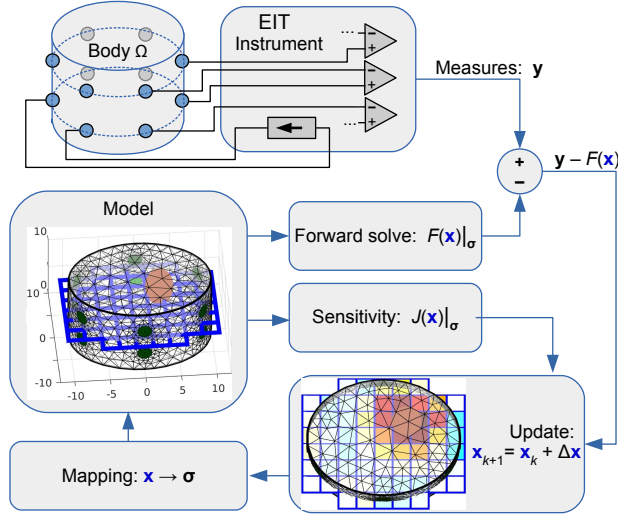 EIT
Instrument
Body Ω
...
−
+
−
+
−
+
...
Measures: y
+
−
y – F(x)
Model
10
0
10
0
-10
-10
-5
0
5
10
Forward solve: F(x)|σ
Sensitivity: J(x)|σ
Update:
xk+1= xk + Δx
Mapping: x → σ